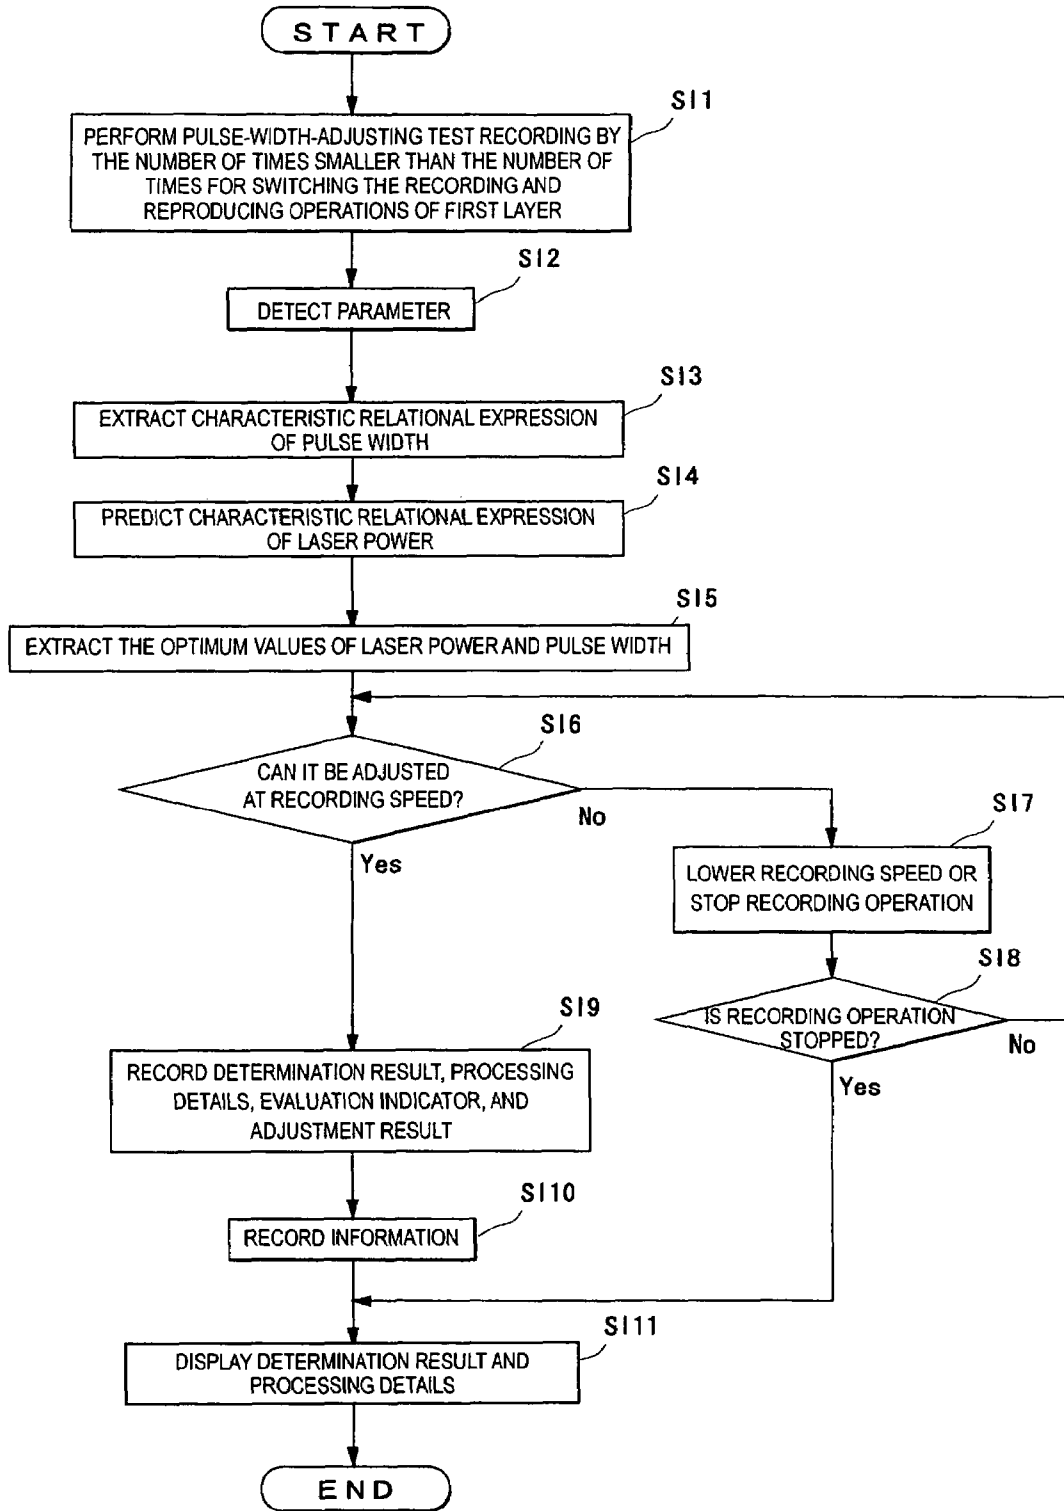 START
S11
PERFORM PULSE-WIDTH-ADJUSTING TEST RECORDING BY
THE NUMBER OF TIMES SMALLER THAN THE NUMBER OF
TIMES FOR SWITCHING THE RECORDING AND
REPRODUCING OPERATIONS OF FIRST LAYER
S12
DETECT PARAMETER
S13
EXTRACT CHARACTERISTIC RELATIONAL EXPRESSION
OF PULSE WIDTH
S14
PREDICT CHARACTERISTIC RELATIONAL EXPRESSION
OF LASER POWER
S15
EXTRACT THE OPTIMUM VALUES OF LASER POWER AND PULSE WIDTH
S16
CAN IT BE ADJUSTED
AT RECORDING SPEED?
No
Yes
S17
LOWER RECORDING SPEED OR
STOP RECORDING OPERATION
S18
IS RECORDING OPERATION
STOPPED?
No
Yes
S19
RECORD DETERMINATION RESULT, PROCESSING
DETAILS, EVALUATION INDICATOR, AND
ADJUSTMENT RESULT
S110
RECORD INFORMATION
S111
DISPLAY DETERMINATION RESULT AND
PROCESSING DETAILS
END